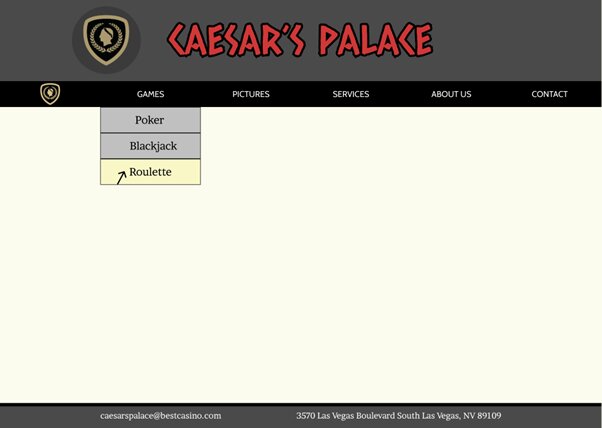 CAESAR'S PALACE
GAMES PICTURES SERVICES ABOUT US CONTACT
Poker
Blackjack
Roulette
caesarspalace@bestcasino.com 3570 Las Vegas Boulevard South Las Vegas, NV 89109